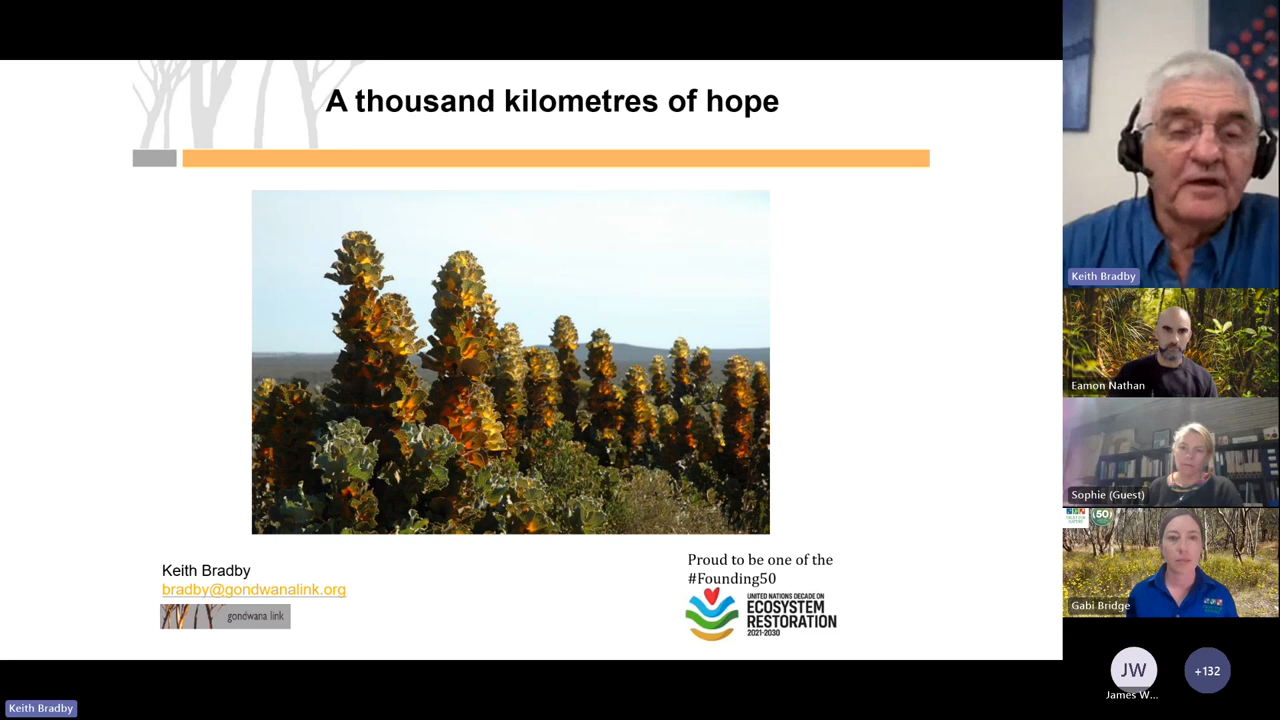 A thousand kilometres of hope
Keith Bradby
bradby@gondwanalink.org
gondwana link
Proud to be one of the
#Founding50
UNITED NATIONS DECADE ON
ECOSYSTEM
RESTORATION
2021-2030
Keith Bradby
Eamon Nathan
Sophie (Guest)
50
Gabi Bridge
JW
+132
James W...
Keith Bradby